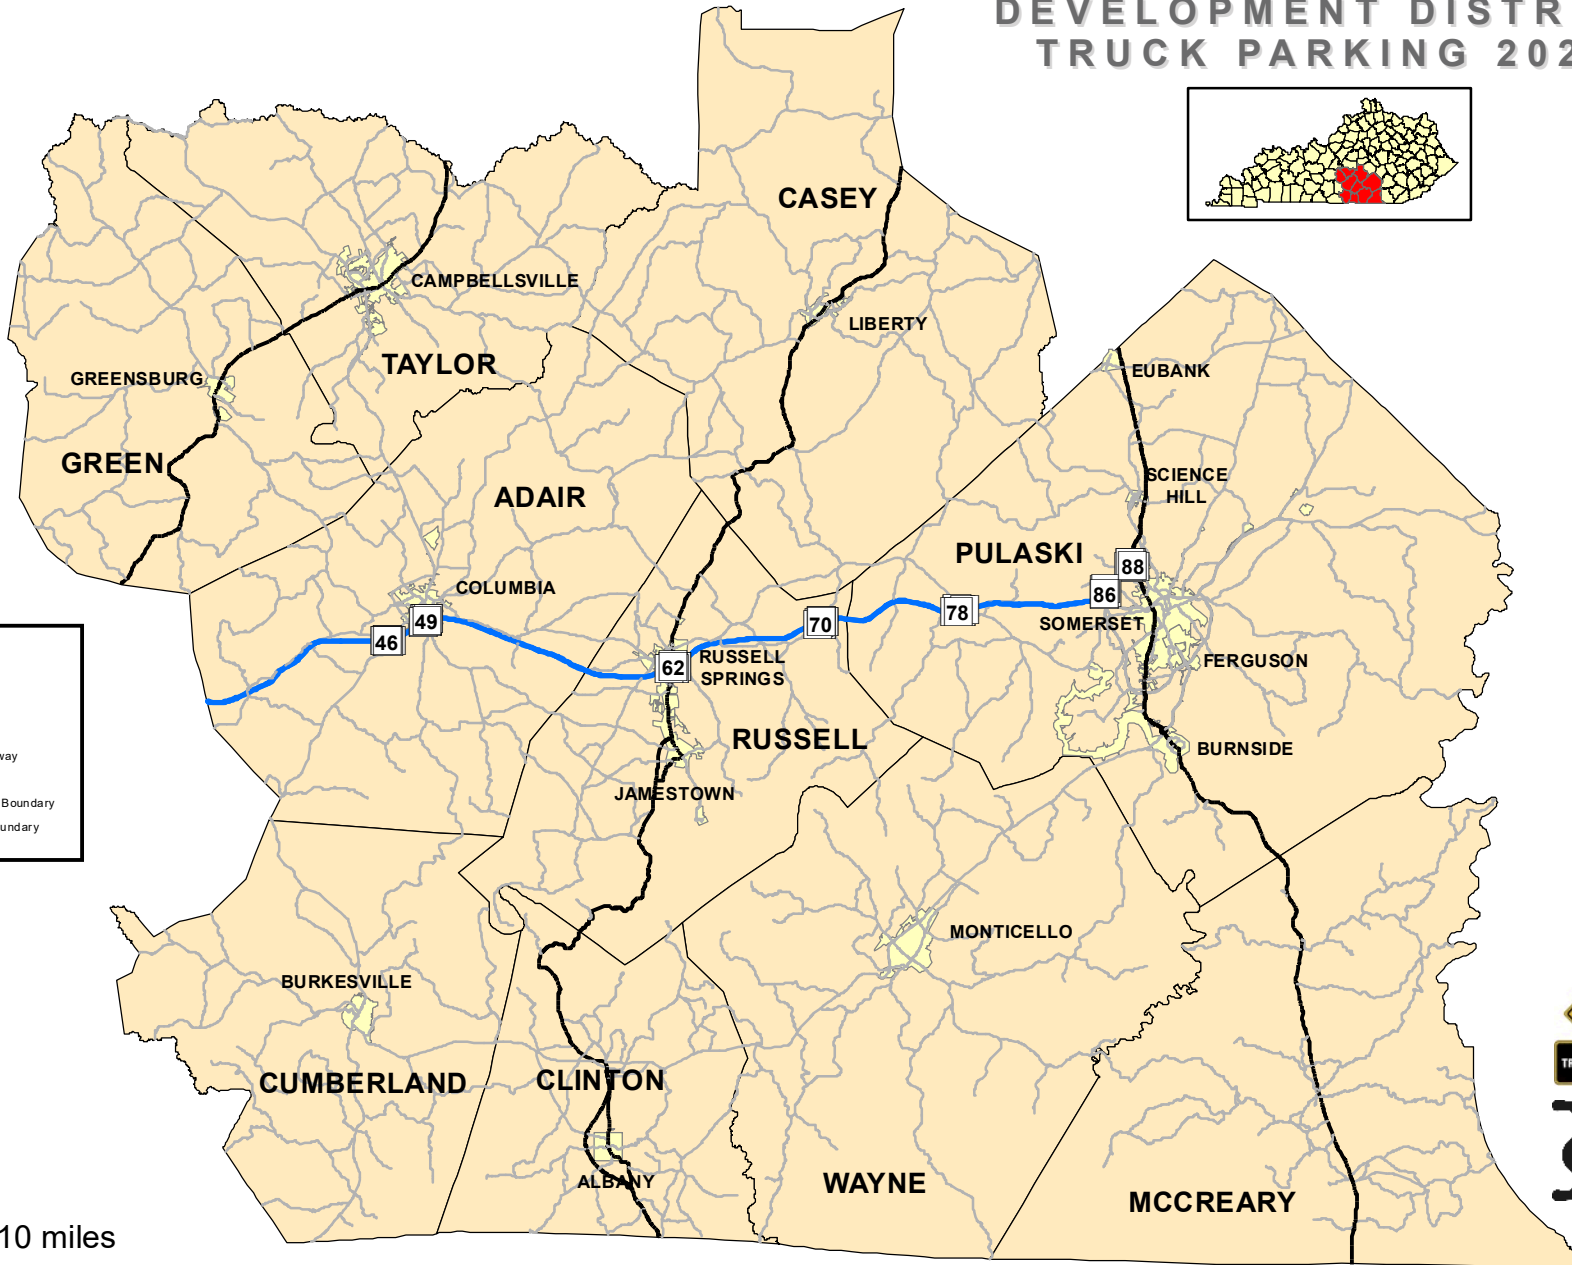 DEVELOPMENT DISTR
TRUCK PARKING 202
CASEY
CAMPBELLSVILLE
LIBERTY
TAYLOR
EUBANK
GREENSBURG
GREEN
SCIENCE
HILL
ADAIR
PULASKI
88
COLUMBIA
86
49
70
78
SOMERSET
46
62
RUSSELL
SPRINGS
FERGUSON
RUSSELL
BURNSIDE
way
JAMESTOWN
Boundary
undary
MONTICELLO
BURKESVILLE
TR
CUMBERLAND
CLINTON
ALBANY
WAYNE
MCCREARY
10 miles